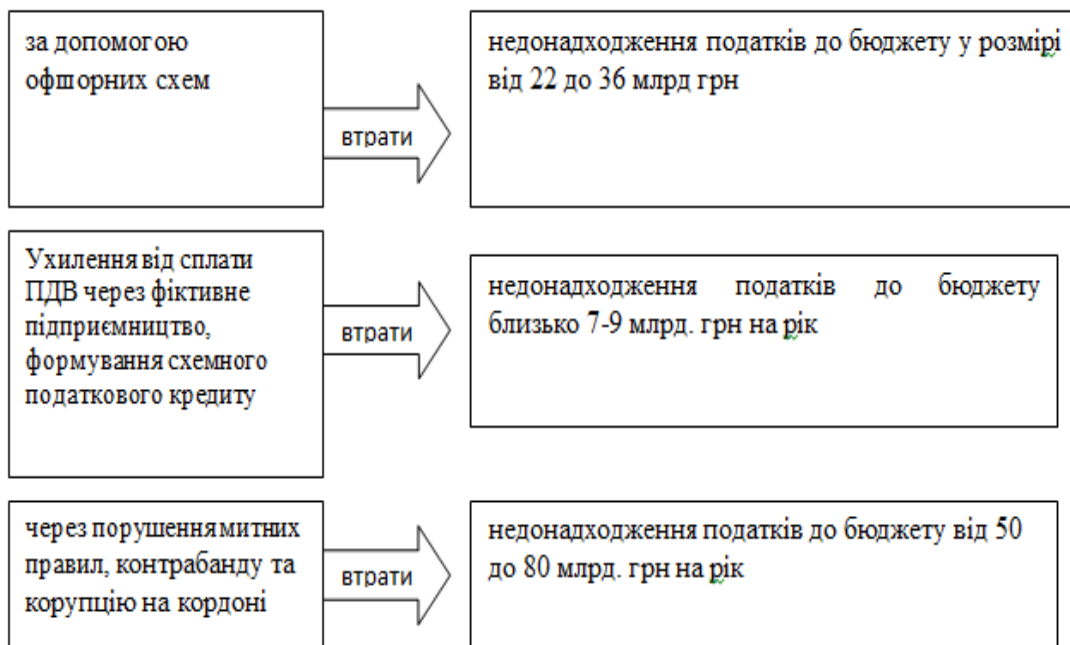 за допомогою
офшорних схем
втрати
недонадходження податків до бюджету у розмірі
від 22 до 36 млрд грн
Ухилення від сплати
ПДВ через фіктивне
підприємництво,
формування схемного
податкового кредиту
втрати
недонадходження податків до бюджету
близько 7-9 млрд. грн на рік
через порушення митних
правил, контрабанду та
корупцію на кордоні
втрати
недонадходження податків до бюджету від 50
до 80 млрд. грн на рік